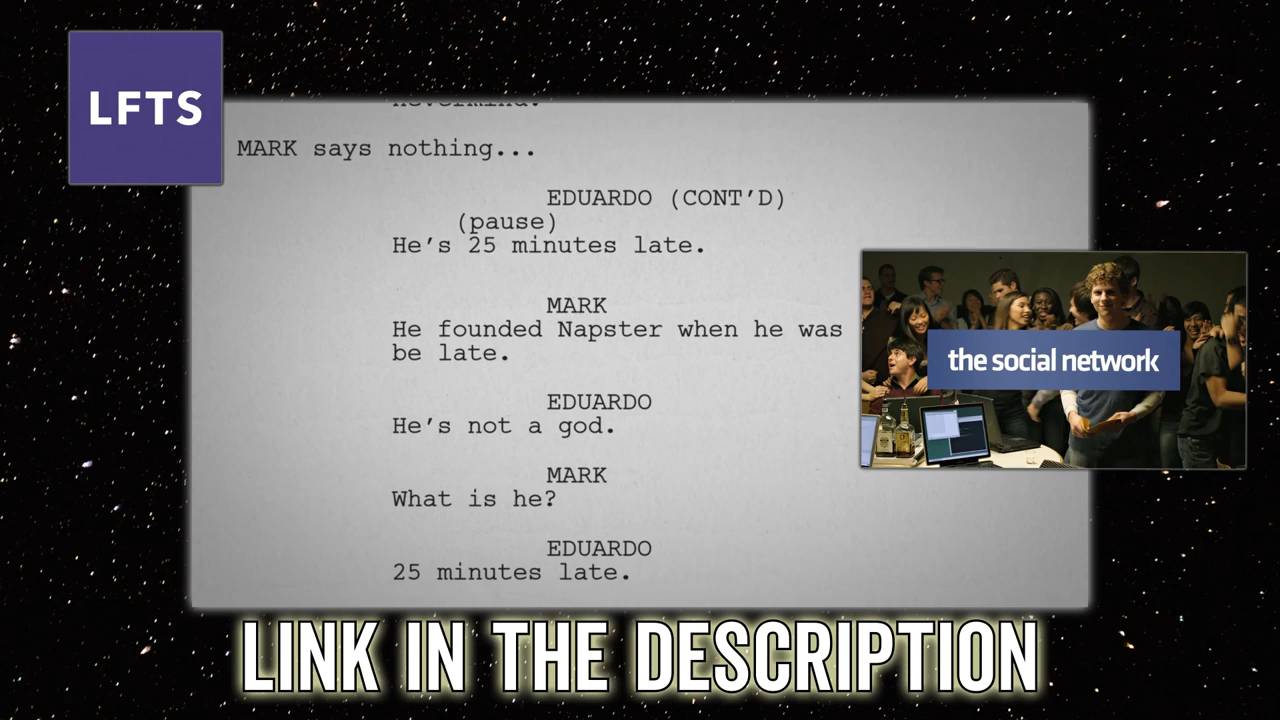 LFTS
nevermind.
MARK says nothing...
EDUARDO (CONT'D)
(pause)
He's 25 minutes late.
MARK
He founded Napster when he was
be late.
EDUARDO
He's not a god.
MARK
What is he?
EDUARDO
25 minutes late.
the social network
LINK IN THE DESCRIPTION